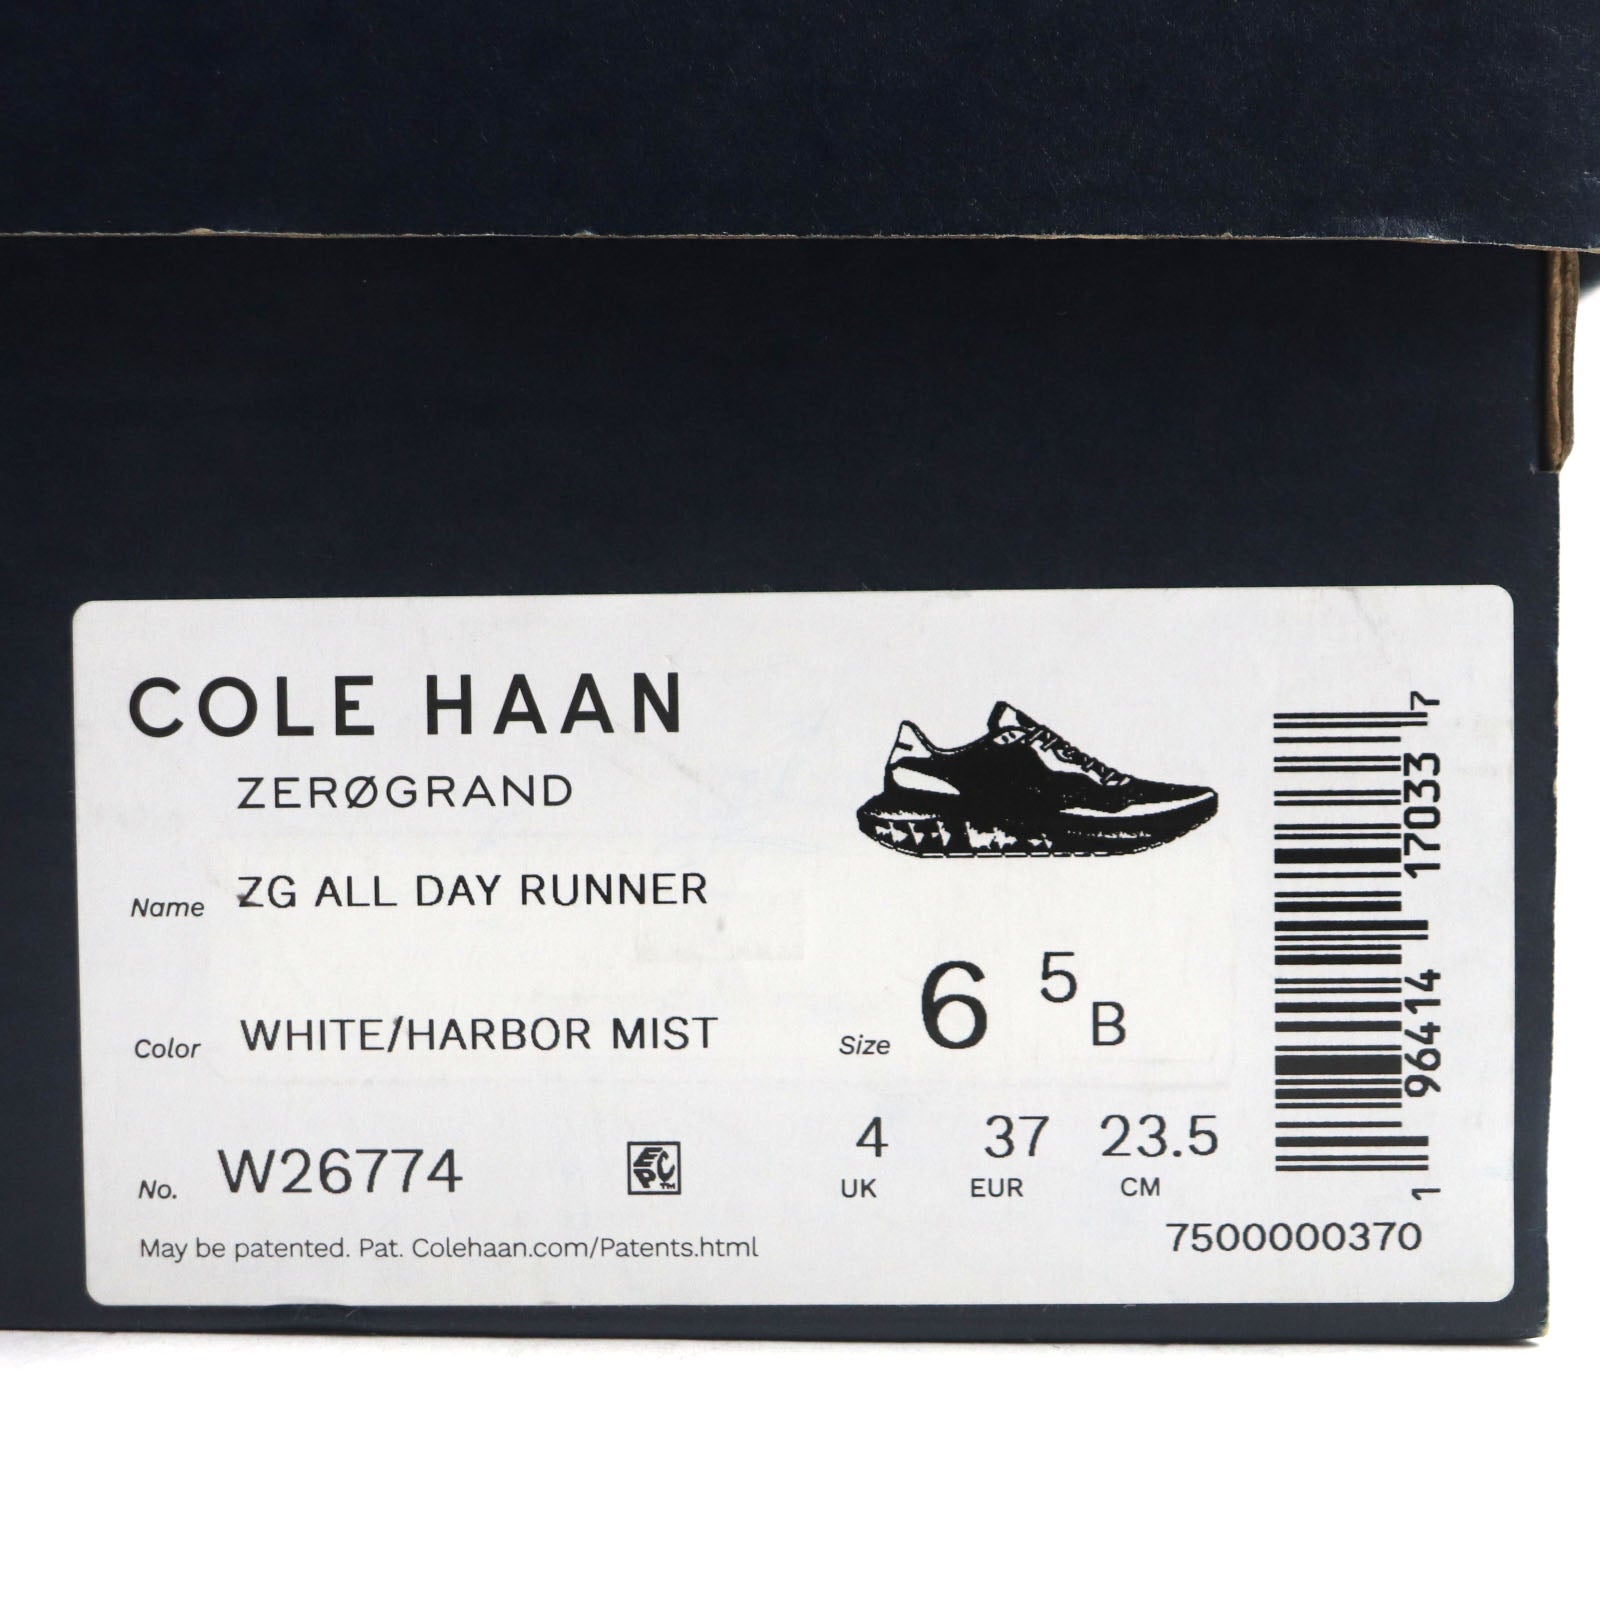 COLE HAAN
ZERØGRAND
Name ZG ALL DAY RUNNER
Color WHITE/HARBOR MIST
Size 6 5 B
No. W26774
EPC™
4 37 23.5
UK EUR CM
May be patented. Pat. Colehaan.com/Patents.html
1 96414 17033 7
7500000370